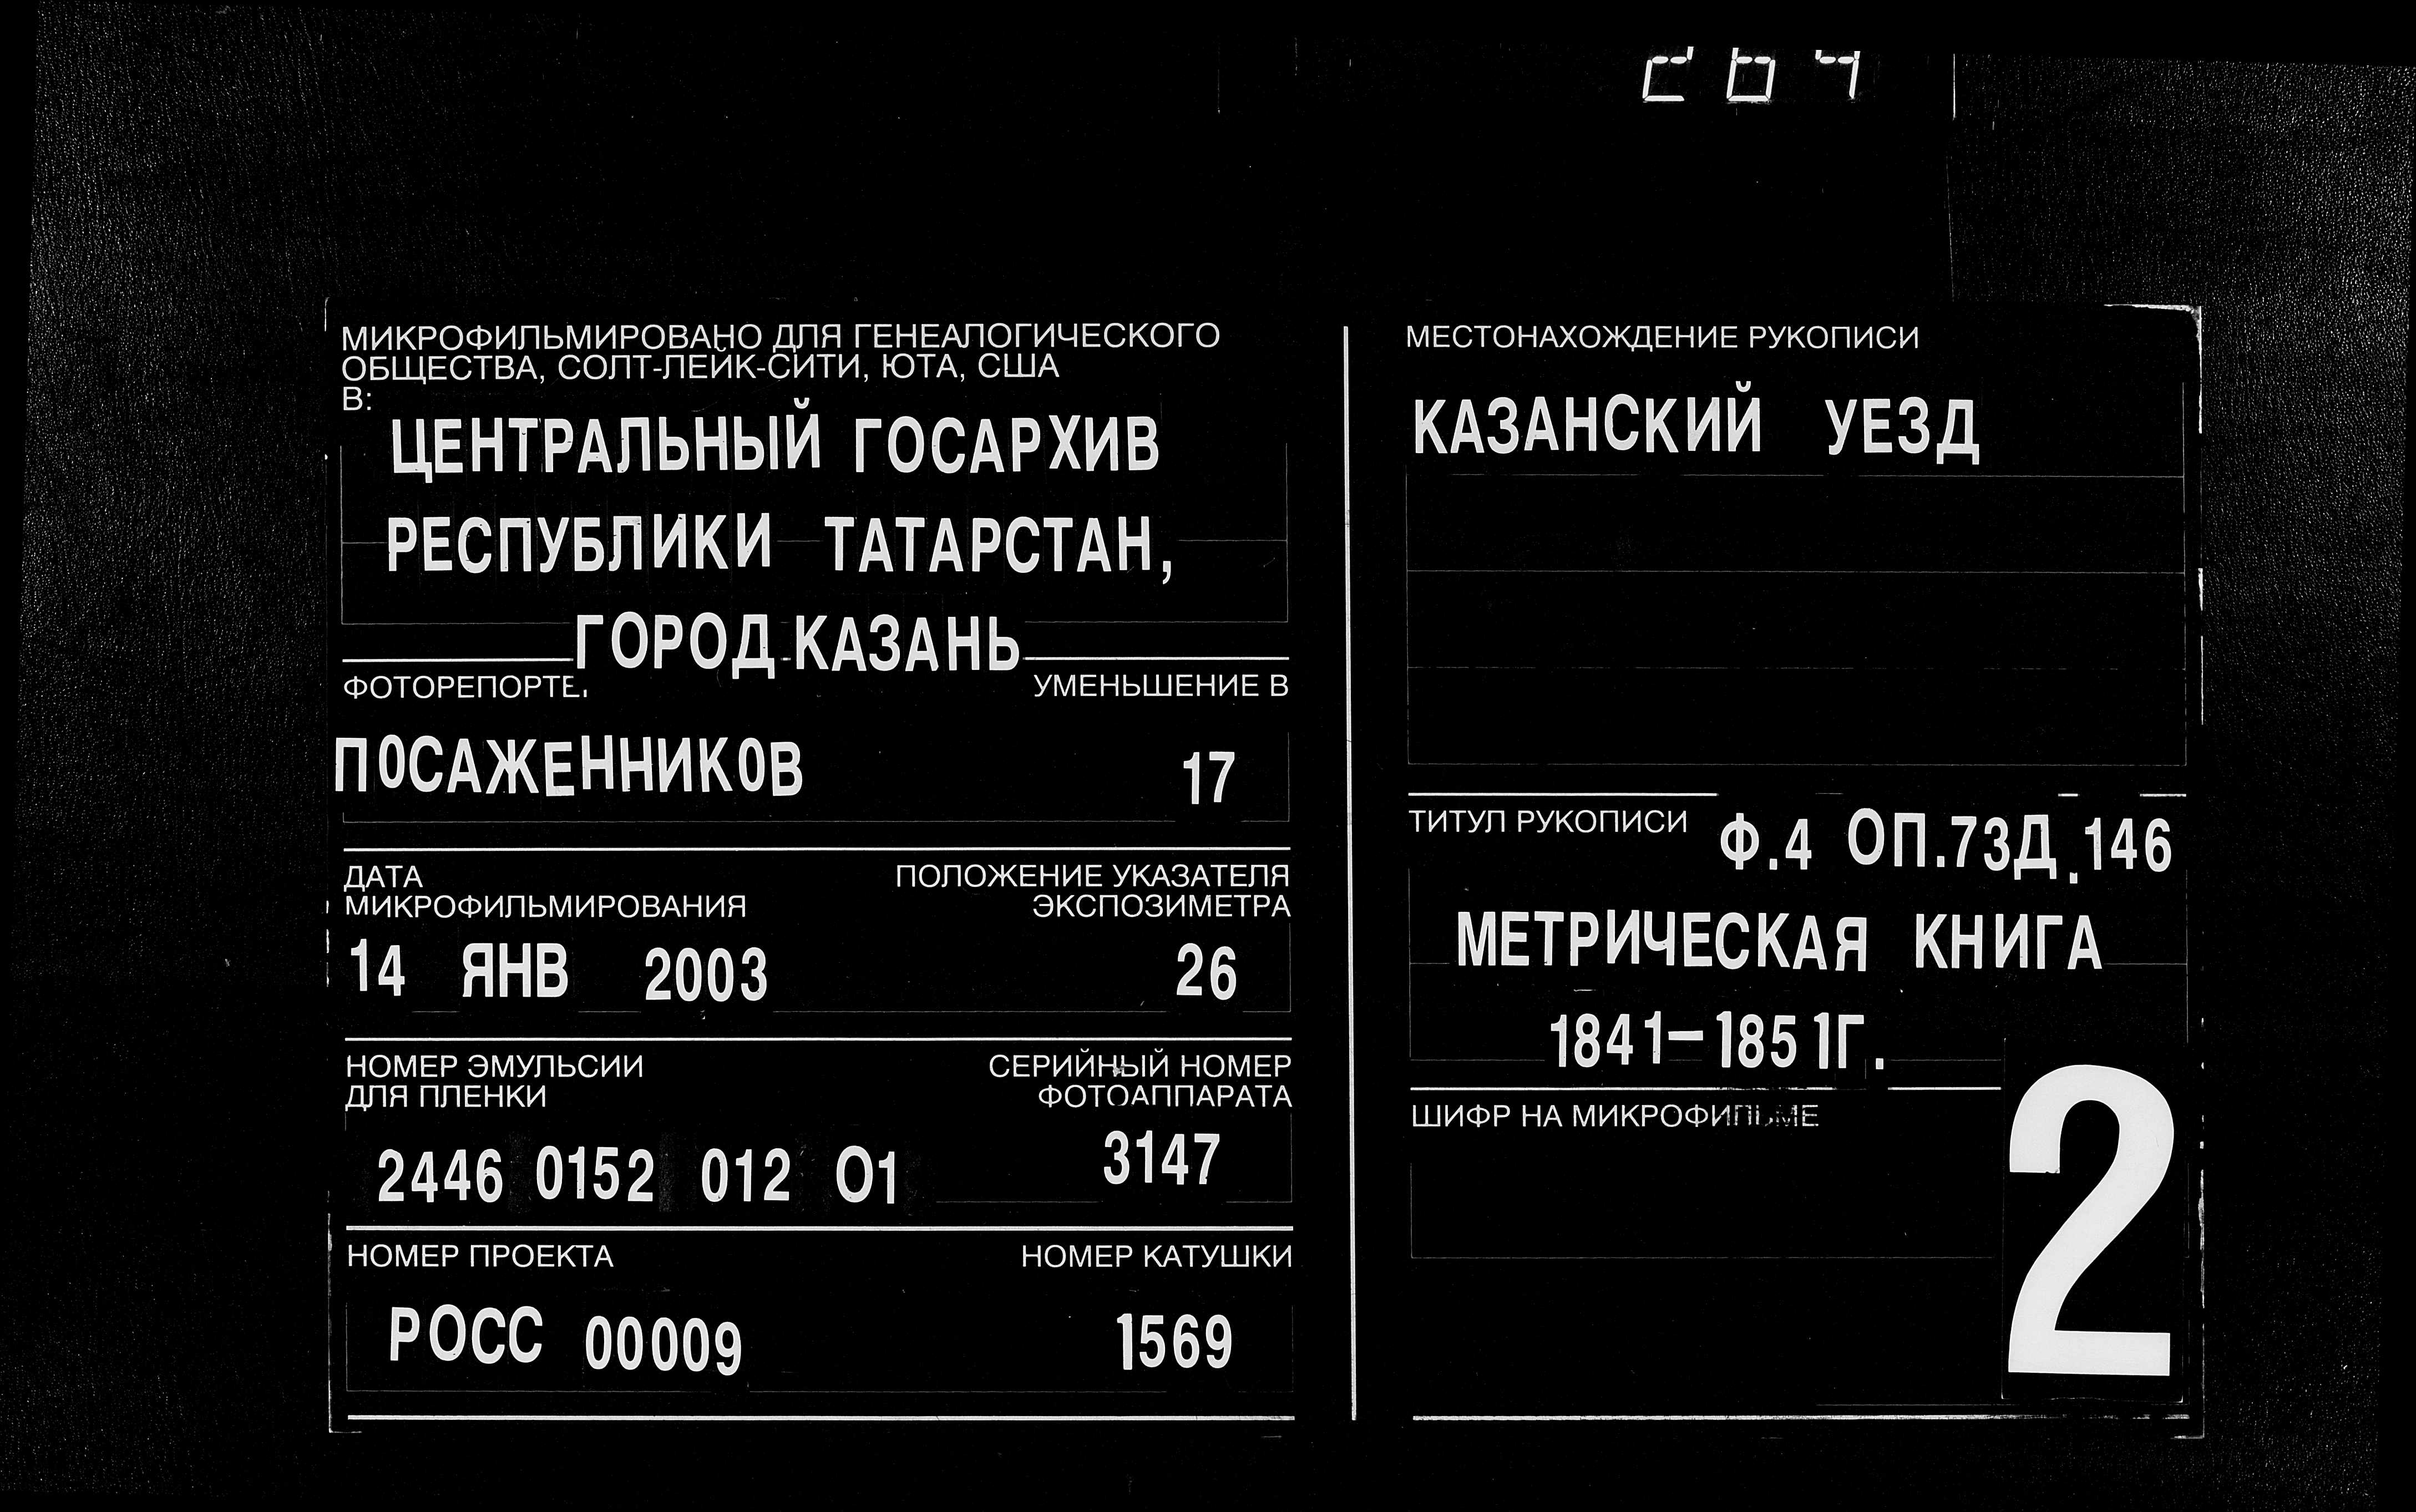 МИКРОФИЛЬМИРОВАНО ДЛЯ ГЕНЕАЛОГИЧЕСКОГО
ОБЩЕСТВА, СОЛТ-ЛЕЙК-СИТИ, ЮТА, США
В:
ЦЕНТРАЛЬНЫЙ ГОСАРХИВ
РЕСПУБЛИКИ ТАТАРСТАН,
ГОРОД КАЗАНЬ
УМЕНЬШЕНИЕ В
ПОСАЖЕННИКОВ 17
ДАТА
МИКРОФИЛЬМИРОВАНИЯ
ПОЛОЖЕНИЕ УКАЗАТЕЛЯ
ЭКСПОЗИМЕТРА
14 ЯНВ 2003 26
НОМЕР ЭМУЛЬСИИ
ДЛЯ ПЛЕНКИ
СЕРИЙНЫЙ НОМЕР
ФОТОАППАРАТА
2446 0152 012 01 3147
НОМЕР ПРОЕКТА НОМЕР КАТУШКИ
РОСС 00009 1569
МЕСТОНАХОЖДЕНИЕ РУКОПИСИ
КАЗАНСКИЙ УЕЗД
ТИТУЛ РУКОПИСИ Ф.4 ОП.73Д.146
МЕТРИЧЕСКАЯ КНИГА
1841-1851Г.
ШИФР НА МИКРОФИЛЬМЕ
2